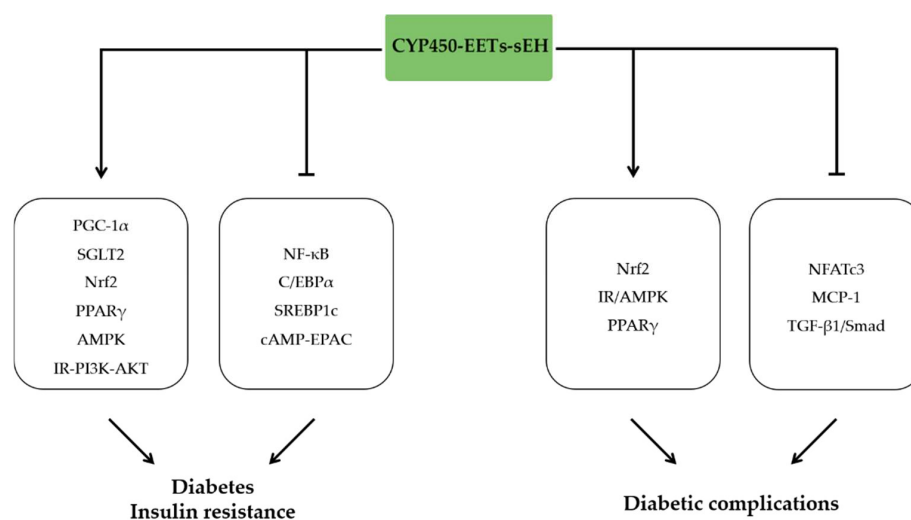 CYP450-EETs-sEH
PGC-1α
SGLT2
Nrf2
PPARγ
AMPK
IR-PI3K-AKT
NF-κB
C/EBPα
SREBP1c
cAMP-EPAC
Nrf2
IR/AMPK
PPARγ
NFATc3
MCP-1
TGF-β1/Smad
Diabetes
Insulin resistance
Diabetic complications